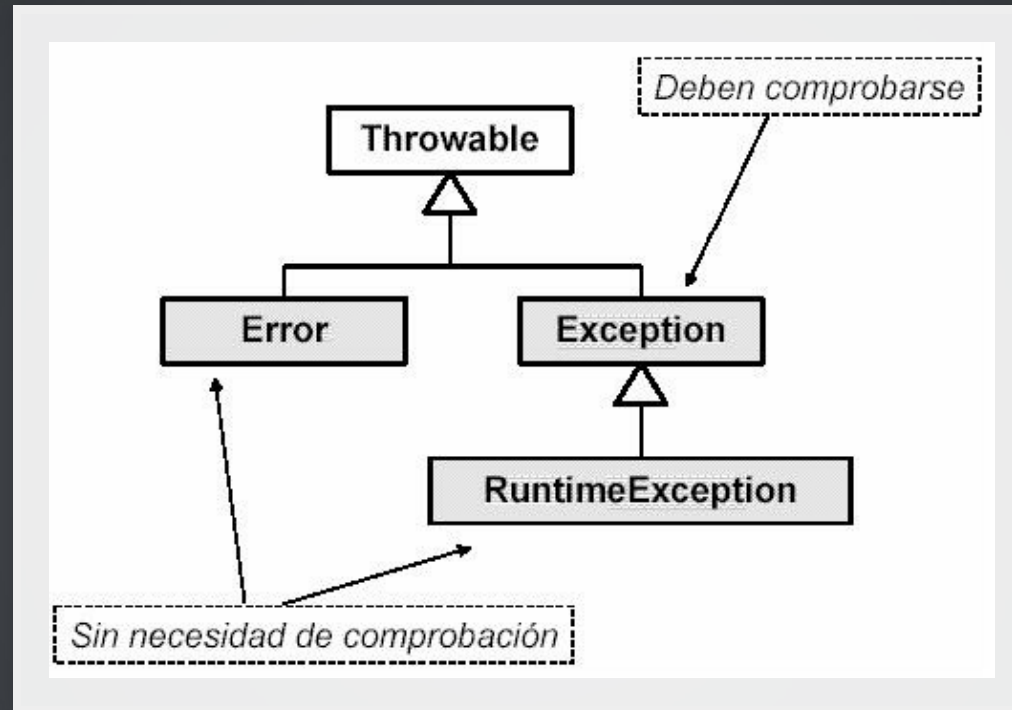 Deben comprobarse
Throwable
Error
Exception
RuntimeException
Sin necesidad de comprobación